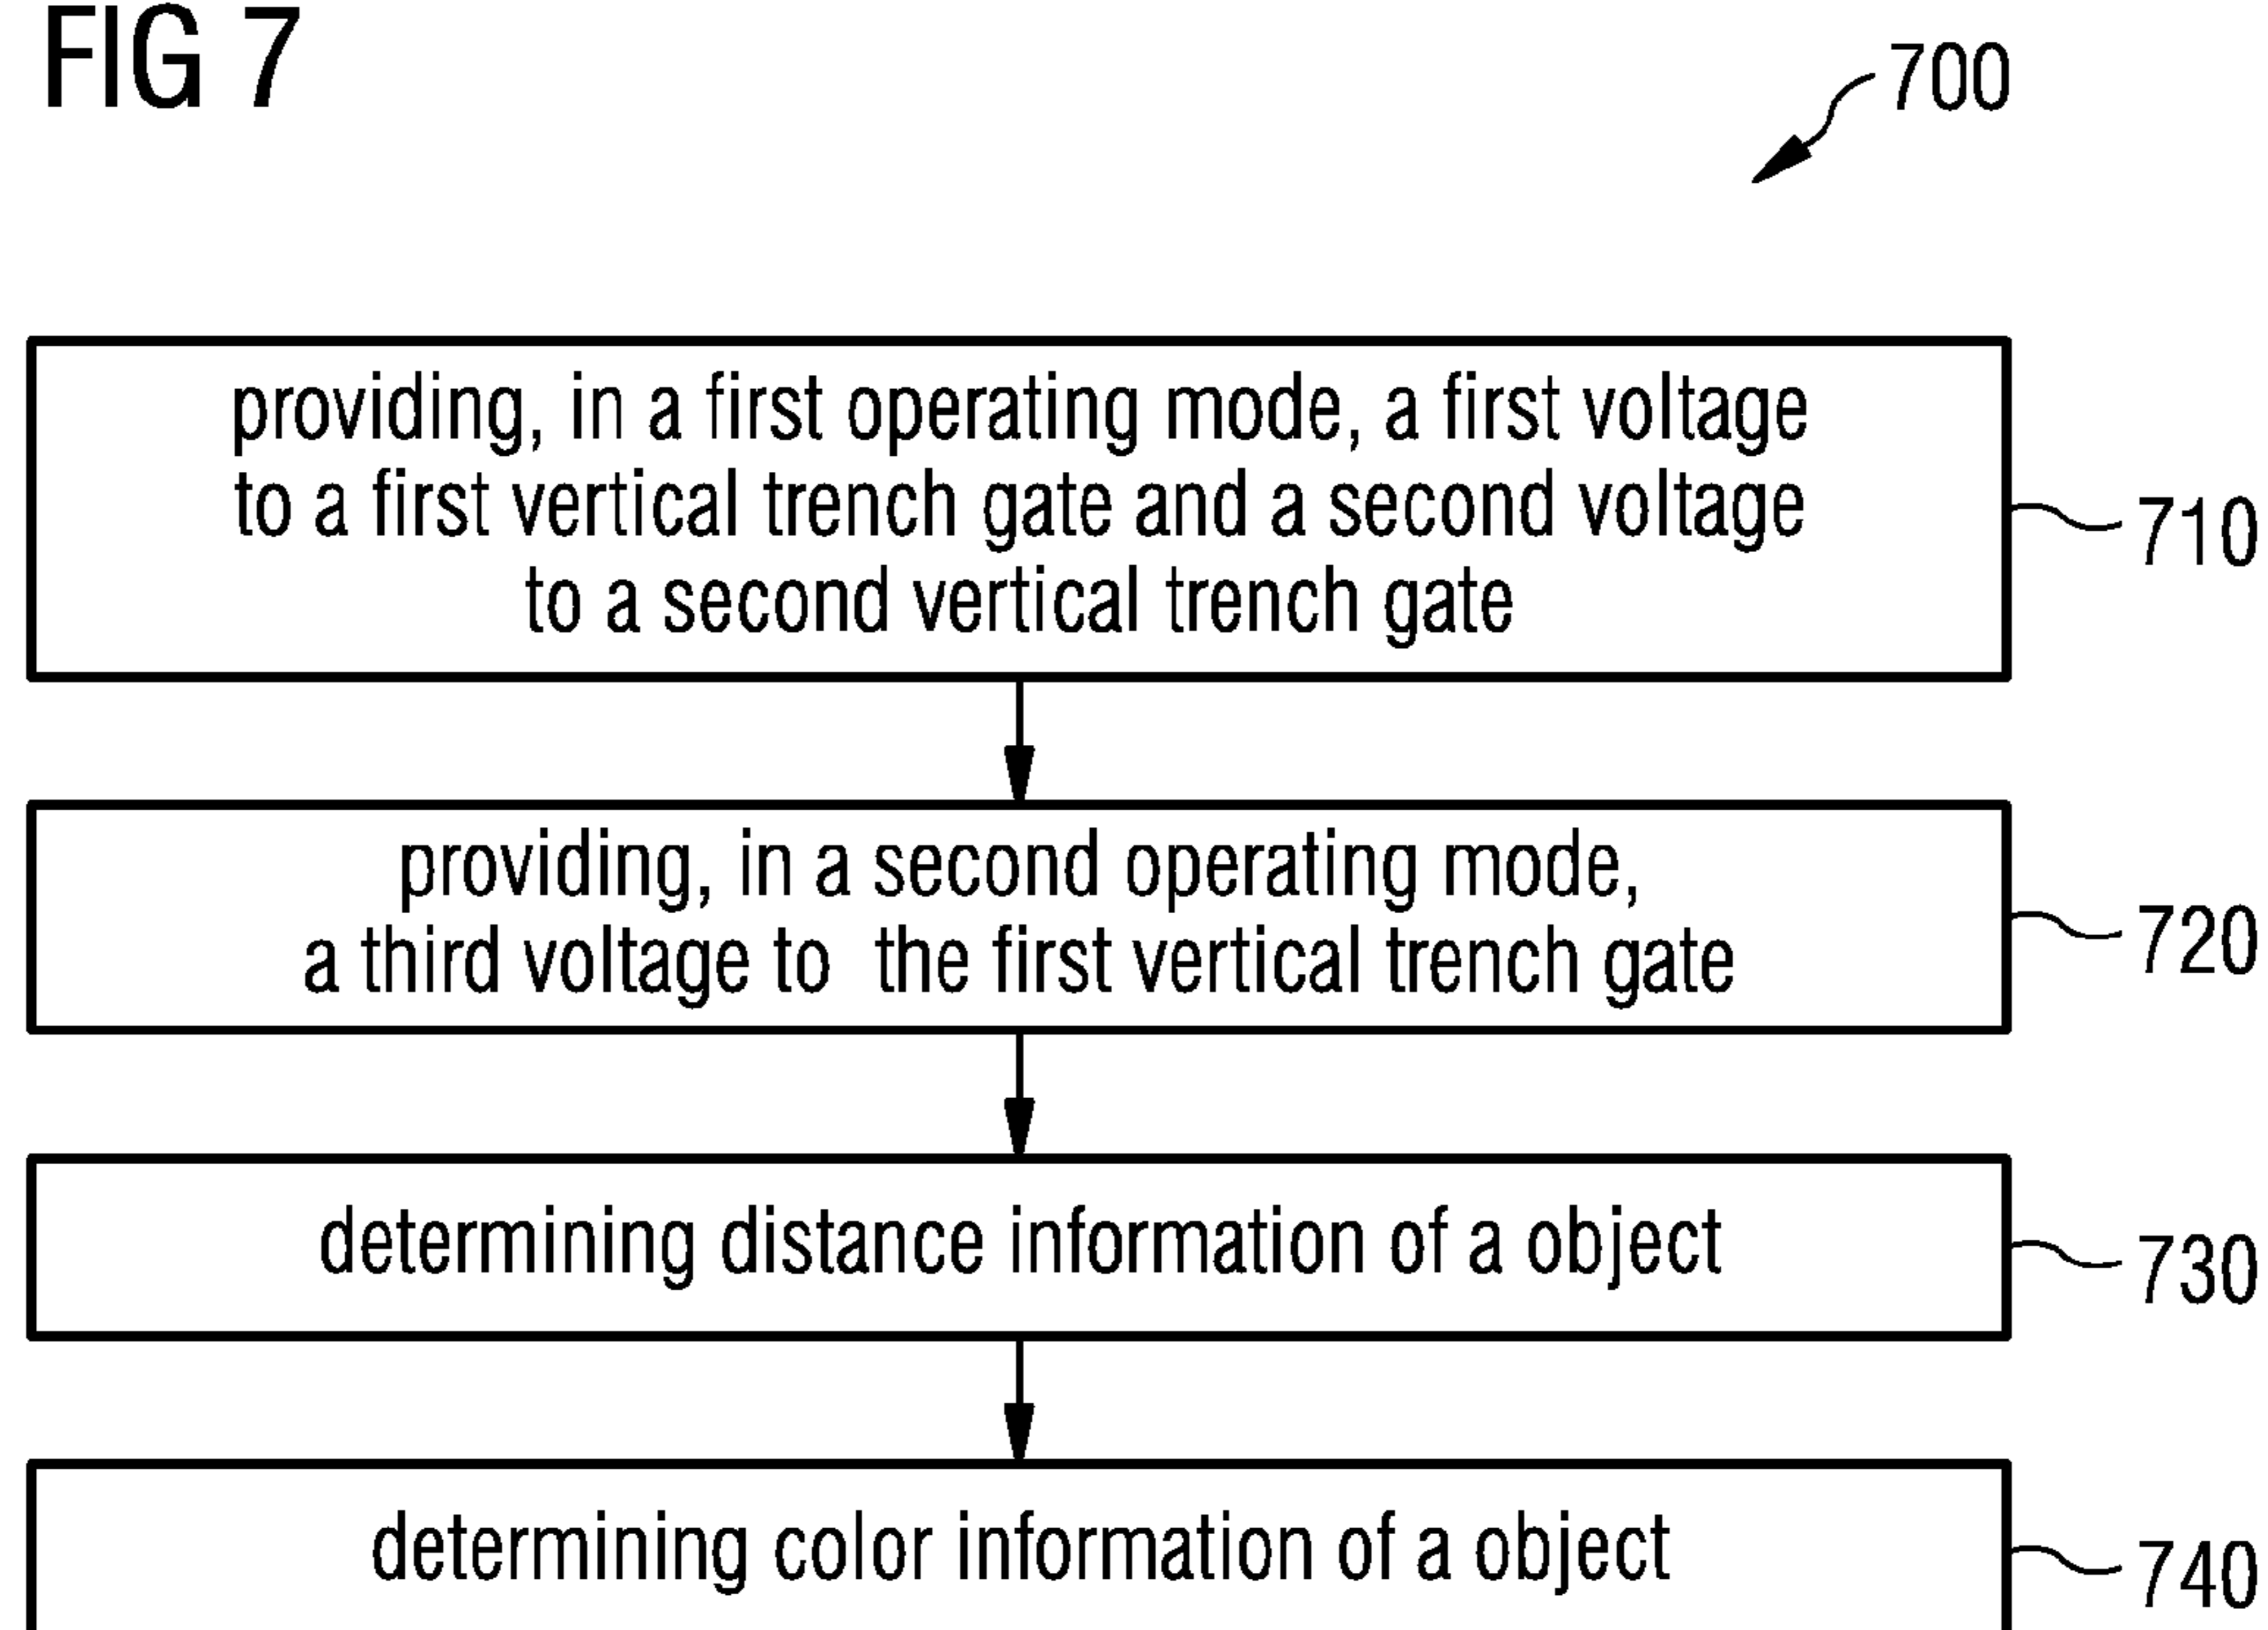 FIG 7
700
providing, in a first operating mode, a first voltage
to a first vertical trench gate and a second voltage
to a second vertical trench gate
710
providing, in a second operating mode,
a third voltage to the first vertical trench gate
720
determining distance information of a object
730
determining color information of a object
740